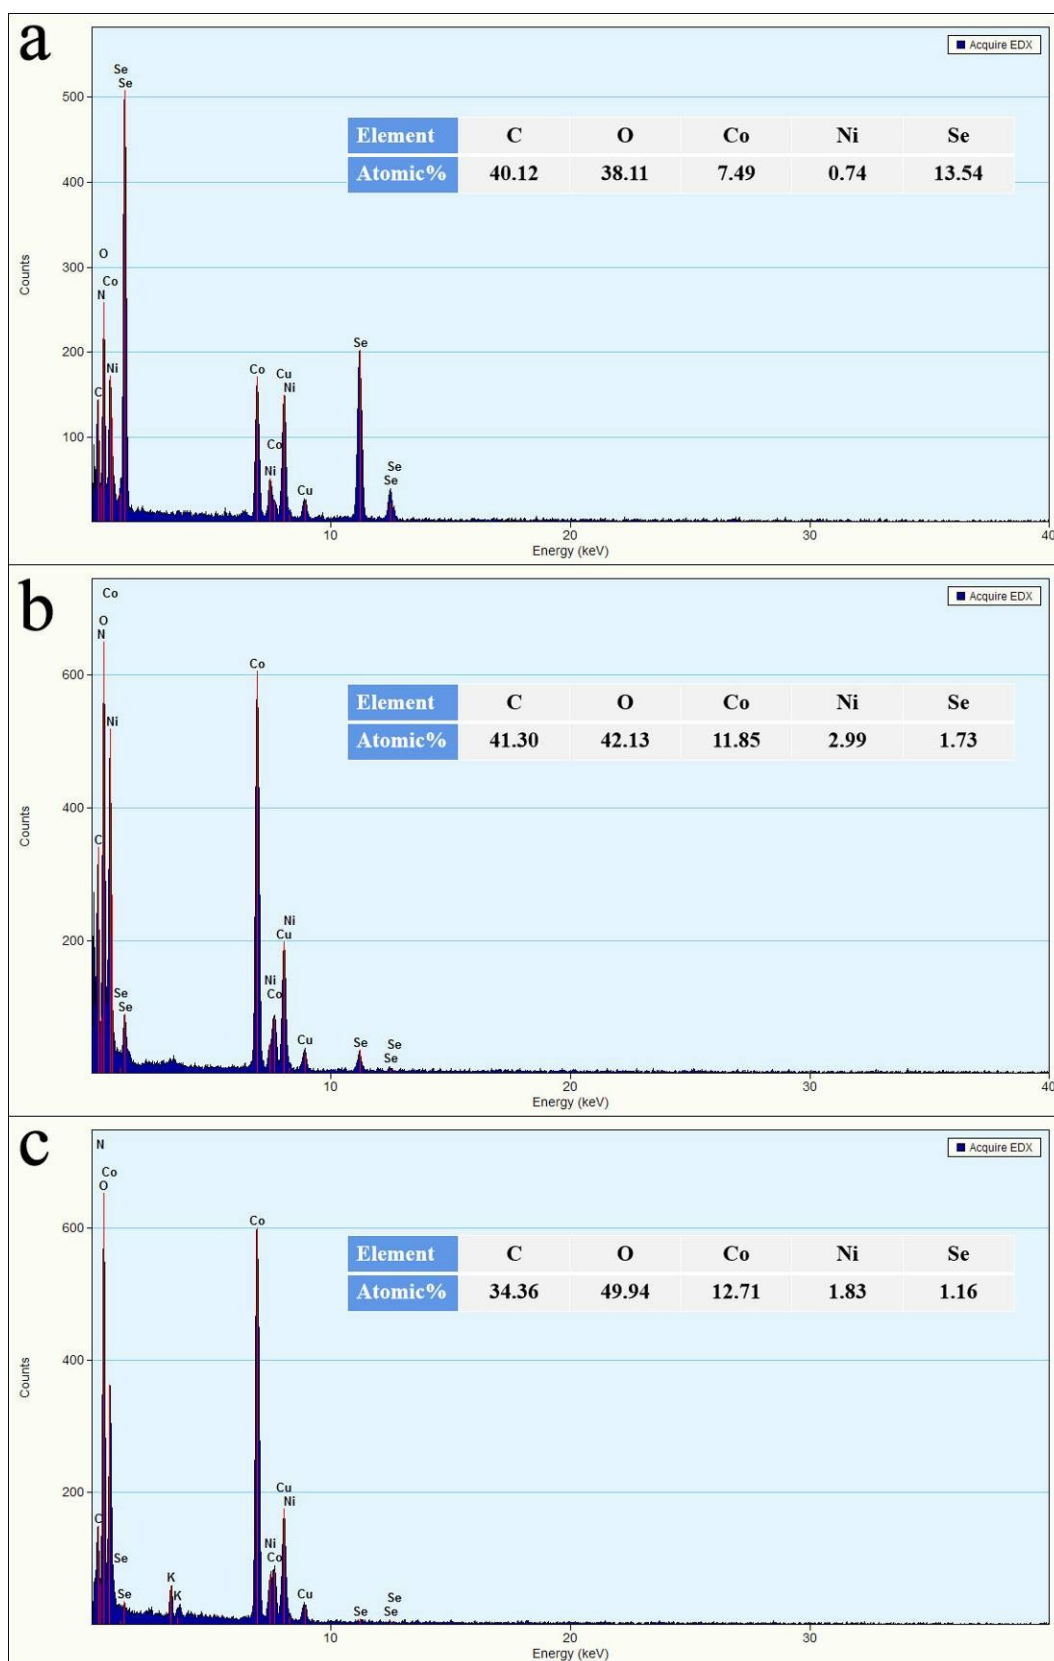 a
Acquire EDX
Se
Se
500
Element C O Co Ni Se
Atomic% 40.12 38.11 7.49 0.74 13.54
400
O
300
Co
N
Counts
Se
200
Ni
Co
Cu
Ni
C
100
Co
Ni
Se
Se
Cu
10 20 30 40
Energy (keV)
b
Acquire EDX
Co
O
N
600
Co
Element C O Co Ni Se
Atomic% 41.30 42.13 11.85 2.99 1.73
Ni
Counts
400
C
200
Ni
Cu
Se
Se
Ni
Co
Cu
Se
Se
Se
10 20 30 40
Energy (keV)
c
N
Acquire EDX
Co
O
600
Co
Element C O Co Ni Se
Atomic% 34.36 49.94 12.71 1.83 1.16
Counts
400
200
Cu
Ni
C
Se
Se
K
K
Ni
Co
Cu
Se
Se
Se
10 20 30 40
Energy (keV)